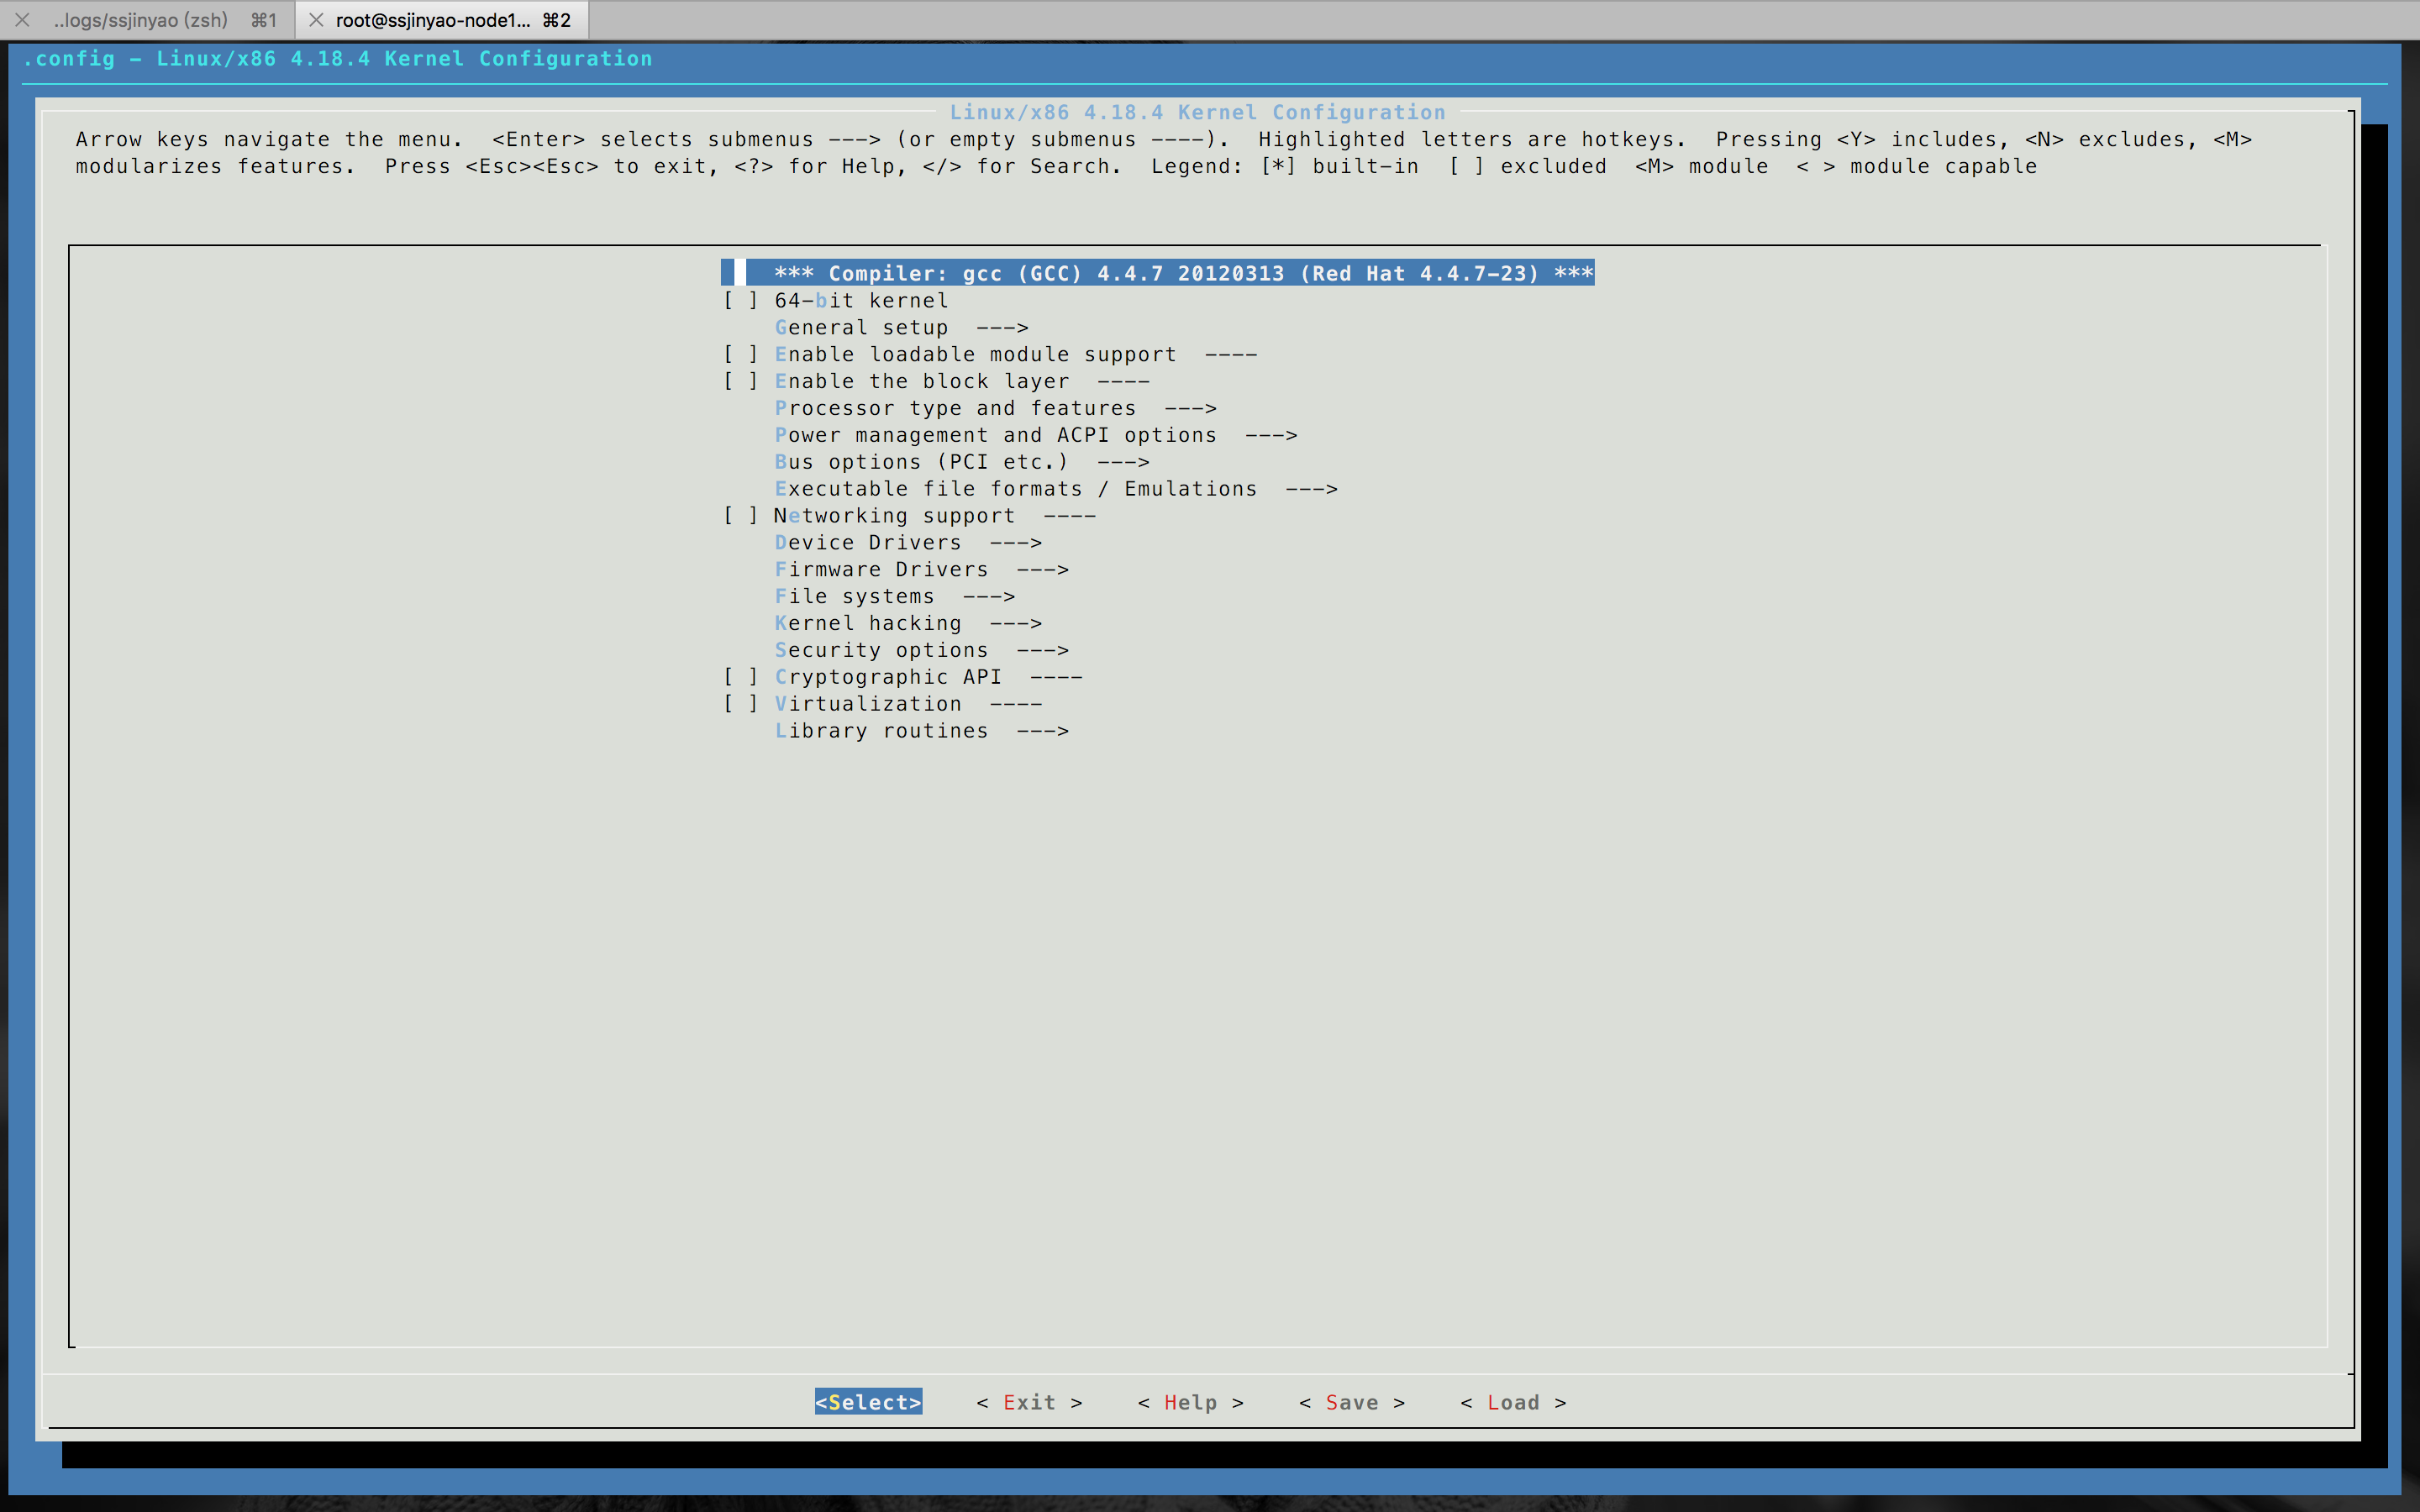 ..logs/ssjinyao (zsh) ⌘1 root@ssjinyao-node1... ⌘2
.config - Linux/x86 4.18.4 Kernel Configuration
Linux/x86 4.18.4 Kernel Configuration
Arrow keys navigate the menu.  <Enter> selects submenus ---> (or empty submenus ----).  Highlighted letters are hotkeys.  Pressing <Y> includes, <N> excludes, <M>
modularizes features.  Press <Esc><Esc> to exit, <?> for Help, </> for Search.  Legend: [*] built-in  [ ] excluded  <M> module  < > module capable
*** Compiler: gcc (GCC) 4.4.7 20120313 (Red Hat 4.4.7-23) ***
[ ] 64-bit kernel
General setup  --->
[ ] Enable loadable module support  ----
[ ] Enable the block layer  ----
Processor type and features  --->
Power management and ACPI options  --->
Bus options (PCI etc.)  --->
Executable file formats / Emulations  --->
[ ] Networking support  ----
Device Drivers  --->
Firmware Drivers  --->
File systems  --->
Kernel hacking  --->
Security options  --->
[ ] Cryptographic API  ----
[ ] Virtualization  ----
Library routines  --->
<Select>    < Exit >    < Help >    < Save >    < Load >